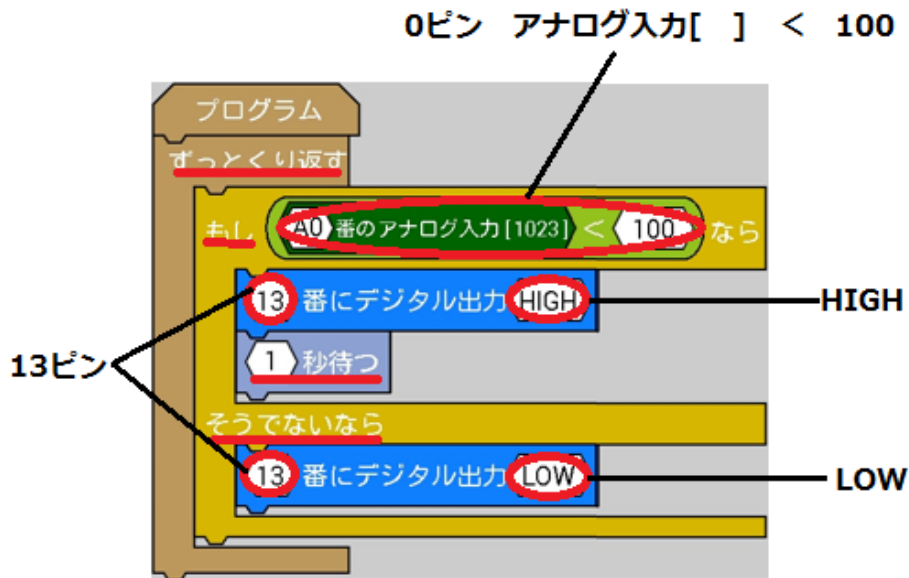 0ピン アナログ入力[ ] < 100
プログラム
ずっとくり返す
もし A0 番のアナログ入力[1023] < 100 なら
13 番にデジタル出力 HIGH
HIGH
1 秒待つ
13ピン
そうでないなら
13 番にデジタル出力 LOW
LOW